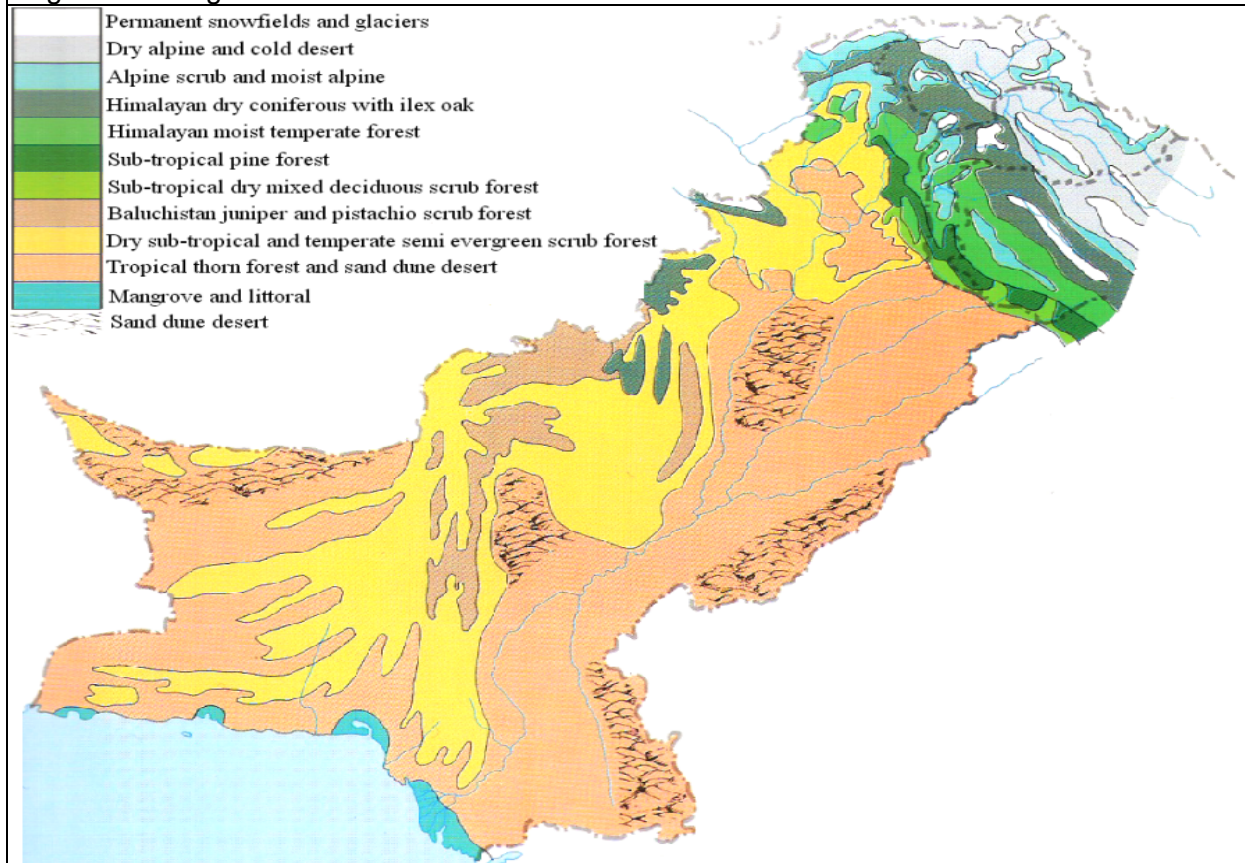 Permanent snowfields and glaciers
Dry alpine and cold desert
Alpine scrub and moist alpine
Himalayan dry coniferous with ilex oak
Himalayan moist temperate forest
Sub-tropical pine forest
Sub-tropical dry mixed deciduous scrub forest
Baluchistan juniper and pistachio scrub forest
Dry sub-tropical and temperate semi evergreen scrub forest
Tropical thorn forest and sand dune desert
Mangrove and littoral
Sand dune desert